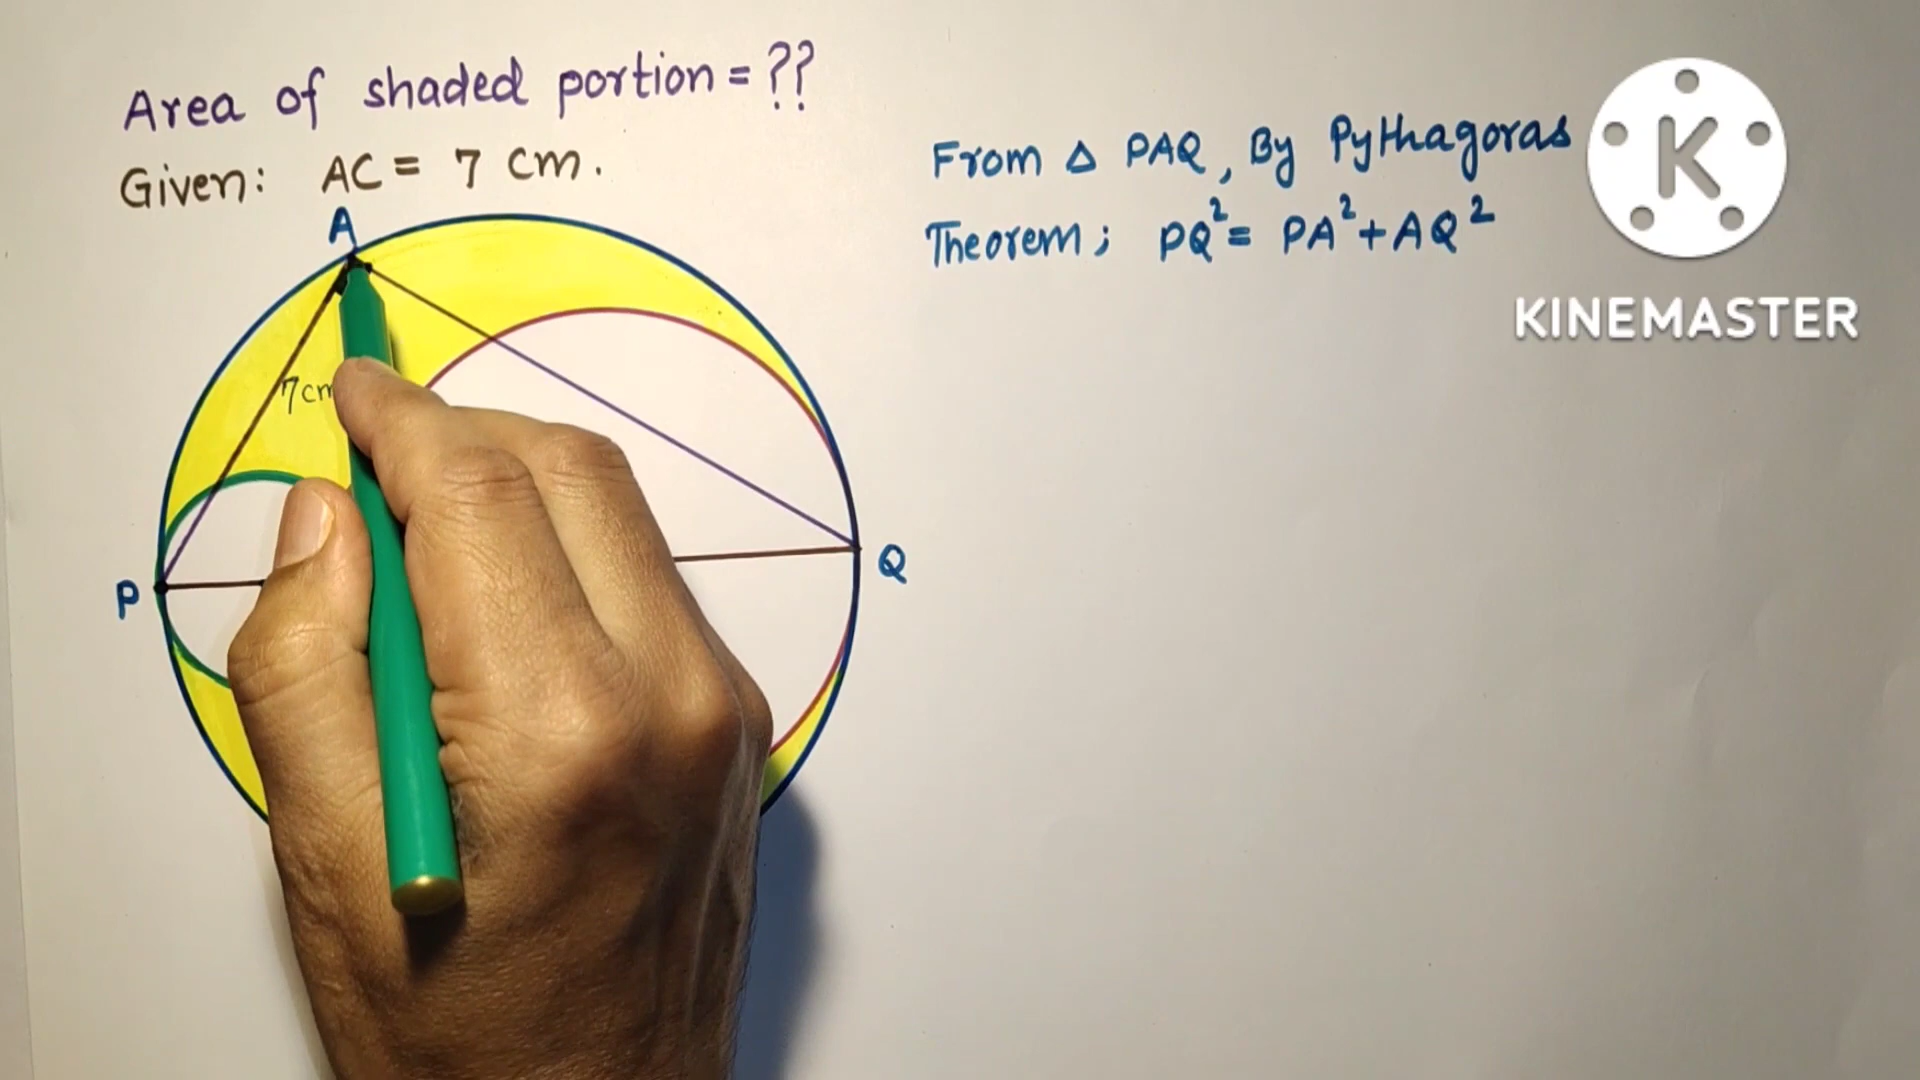 Area of shaded portion = ??
Given: AC = 7 cm.
From △ PAQ, By Pythagoras
Theorem; PQ² = PA² + AQ²
A
7cm
P
Q
K
KINEMASTER